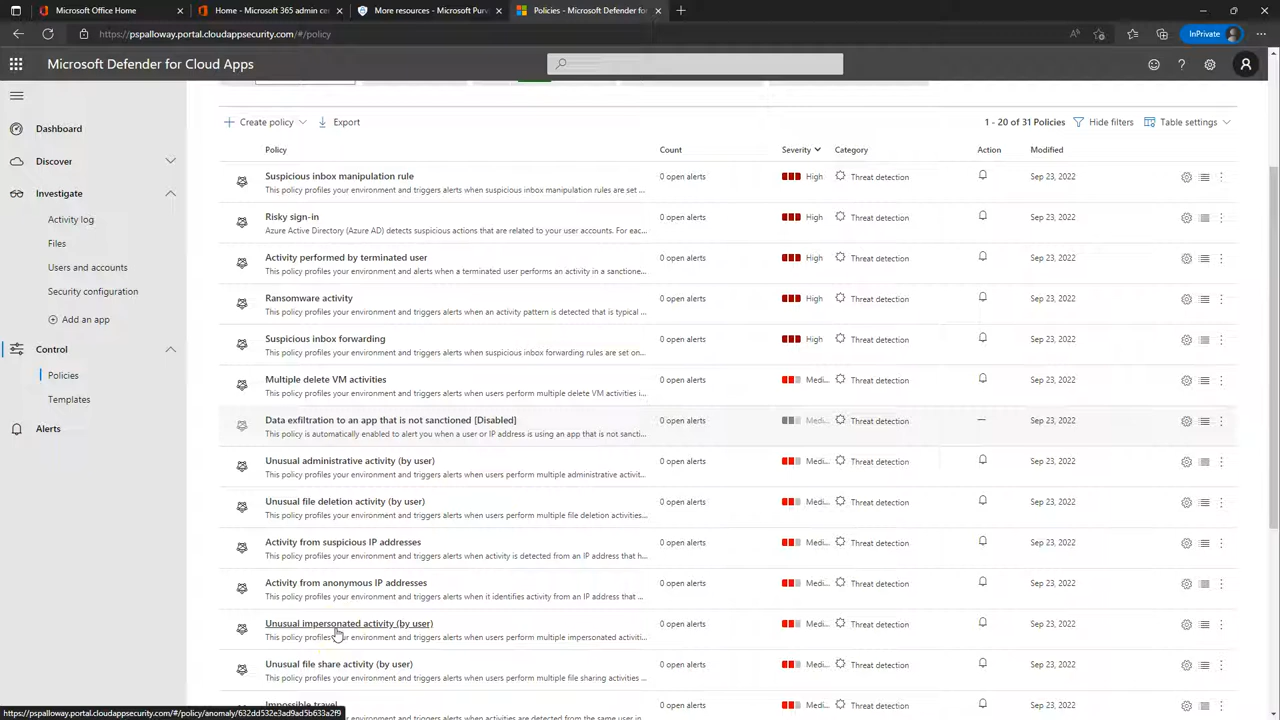 Microsoft Office Home
Home - Microsoft 365 admin cen
More resources - Microsoft Purv
Policies - Microsoft Defender for
https://pspalloway.portal.cloudappsecurity.com/#/policy
InPrivate
Microsoft Defender for Cloud Apps
Dashboard
Discover
Investigate
Activity log
Files
Users and accounts
Security configuration
Add an app
Control
Policies
Templates
Alerts
Create policy
Export
1 - 20 of 31 Policies
Hide filters
Table settings
Policy Count Severity Category Action Modified
Suspicious inbox manipulation rule 0 open alerts High Threat detection Sep 23, 2022
This policy profiles your environment and triggers alerts when suspicious inbox manipulation rules are set ...
Risky sign-in 0 open alerts High Threat detection Sep 23, 2022
Azure Active Directory (Azure AD) detects suspicious actions that are related to your user accounts. For eac...
Activity performed by terminated user 0 open alerts High Threat detection Sep 23, 2022
This policy profiles your environment and alerts when a terminated user performs an activity in a sanctione...
Ransomware activity 0 open alerts High Threat detection Sep 23, 2022
This policy profiles your environment and triggers alerts when an activity pattern is detected that is typical ...
Suspicious inbox forwarding 0 open alerts High Threat detection Sep 23, 2022
This policy profiles your environment and triggers alerts when suspicious inbox forwarding rules are set on...
Multiple delete VM activities 0 open alerts Medi... Threat detection Sep 23, 2022
This policy profiles your environment and triggers alerts when users perform multiple delete VM activities i...
Data exfiltration to an app that is not sanctioned [Disabled] 0 open alerts Medi... Threat detection — Sep 23, 2022
This policy is automatically enabled to alert you when a user or IP address is using an app that is not sancti...
Unusual administrative activity (by user) 0 open alerts Medi... Threat detection Sep 23, 2022
This policy profiles your environment and triggers alerts when users perform multiple administrative activit...
Unusual file deletion activity (by user) 0 open alerts Medi... Threat detection Sep 23, 2022
This policy profiles your environment and triggers alerts when users perform multiple file deletion activities...
Activity from suspicious IP addresses 0 open alerts Medi... Threat detection Sep 23, 2022
This policy profiles your environment and triggers alerts when activity is detected from an IP address that h...
Activity from anonymous IP addresses 0 open alerts Medi... Threat detection Sep 23, 2022
This policy profiles your environment and triggers alerts when it identifies activity from an IP address that ...
Unusual impersonated activity (by user) 0 open alerts Medi... Threat detection Sep 23, 2022
This policy profiles your environment and triggers alerts when users perform multiple impersonated activiti...
Unusual file share activity (by user) 0 open alerts Medi... Threat detection Sep 23, 2022
This policy profiles your environment and triggers alerts when users perform multiple file sharing activities ...
Impossible travel 0 open alerts Medi... Threat detection Sep 23, 2022
https://pspalloway.portal.cloudappsecurity.com/#/policy/anomaly/632dd532e3ad9ad5b633a2f9